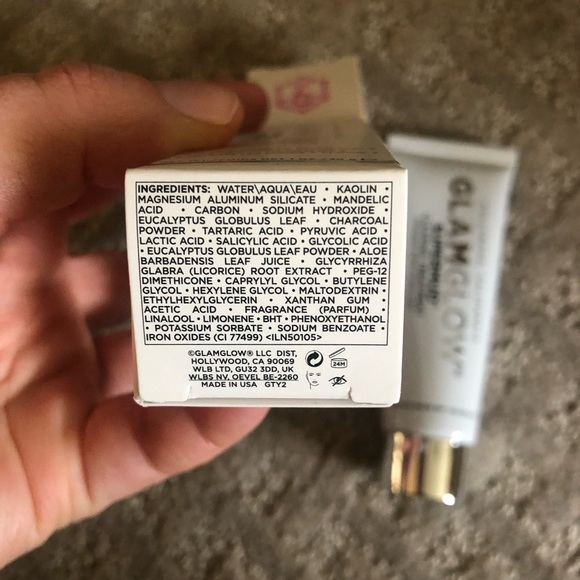 INGREDIENTS: WATER\AQUA\EAU • KAOLIN •
MAGNESIUM ALUMINUM SILICATE • MANDELIC
ACID • CARBON • SODIUM HYDROXIDE •
EUCALYPTUS GLOBULUS LEAF • CHARCOAL
POWDER • TARTARIC ACID • PYRUVIC ACID •
LACTIC ACID • SALICYLIC ACID • GLYCOLIC ACID
• EUCALYPTUS GLOBULUS LEAF POWDER • ALOE
BARBADENSIS LEAF JUICE • GLYCYRRHIZA
GLABRA (LICORICE) ROOT EXTRACT • PEG-12
DIMETHICONE • CAPRYLYL GLYCOL • BUTYLENE
GLYCOL • HEXYLENE GLYCOL • MALTODEXTRIN •
ETHYLHEXYLGLYCERIN • XANTHAN GUM •
ACETIC ACID • FRAGRANCE (PARFUM) •
LINALOOL • LIMONENE • BHT • PHENOXYETHANOL
• POTASSIUM SORBATE • SODIUM BENZOATE •
IRON OXIDES (CI 77499) <ILN50105>
©GLAMGLOW® LLC DIST,
HOLLYWOOD, CA 90069
WLB LTD, GU32 3DD, UK
WLBS NV, OEVEL BE-2260
MADE IN USA GTY2
24M
GLAMGLOW
SUPERMUD